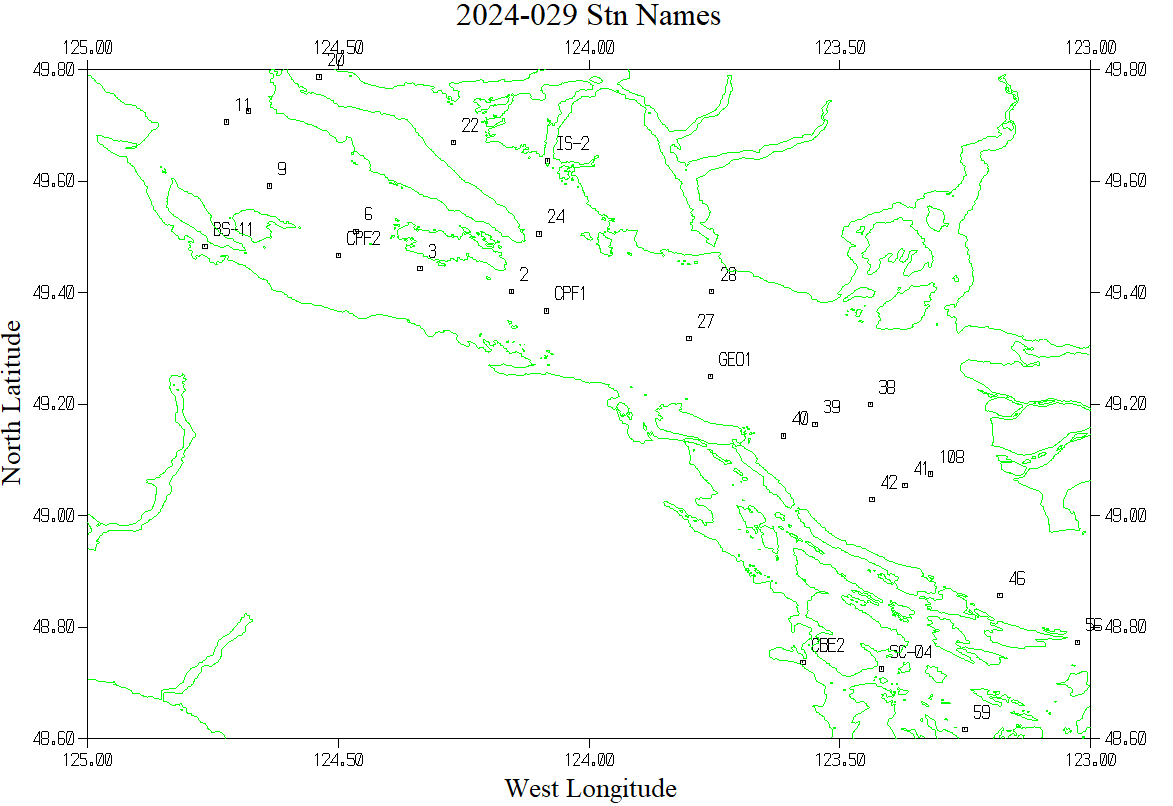 2024-029 Stn Names
125.00 124.50 124.00 123.50 123.00
20
49.80 49.80
11
22
IS-2
9
49.60 49.60
6
24
BS-11
CPF2
3
2
28
49.40 CPF1 49.40
27
GEO1
38
49.20 39 49.20
40
108
41
42
49.00 49.00
46
48.80 56 48.80
CBE2
SC-04
59
48.60 48.60
125.00 124.50 124.00 123.50 123.00
North Latitude
West Longitude